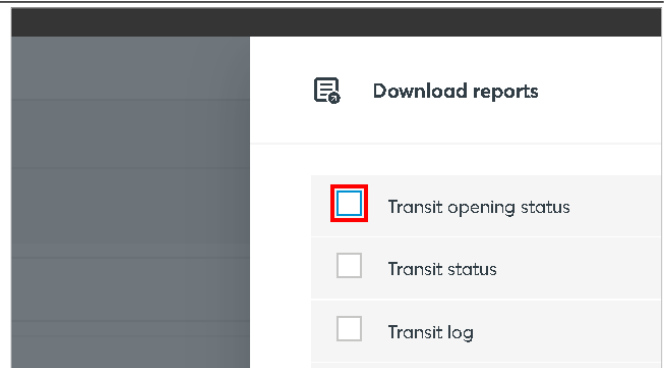 Download reports
Transit opening status
Transit status
Transit log